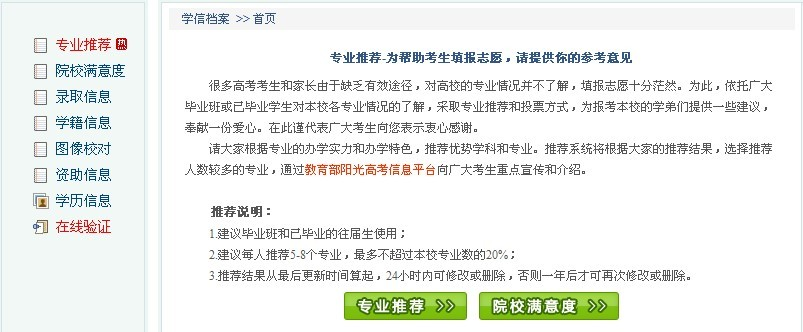 学信档案 >> 首页
专业推荐 热
院校满意度
录取信息
学籍信息
图像校对
资助信息
学历信息
在线验证
专业推荐-为帮助考生填报志愿，请提供你的参考意见
很多高考考生和家长由于缺乏有效途径，对高校的专业情况并不了解，填报志愿十分茫然。为此，依托广大
毕业班或已毕业学生对本校各专业情况的了解，采取专业推荐和投票方式，为报考本校的学弟们提供一些建议，
奉献一份爱心。在此谨代表广大考生向您表示衷心感谢。
请大家根据专业的办学实力和办学特色，推荐优势学科和专业。推荐系统将根据大家的推荐结果，选择推荐
人数较多的专业，通过教育部阳光高考信息平台向广大考生重点宣传和介绍。
推荐说明：
1.建议毕业班和已毕业的往届生使用；
2.建议每人推荐5-8个专业，最多不超过本校专业数的20%；
3.推荐结果从最后更新时间算起，24小时内可修改或删除，否则一年后才可再次修改或删除。
专业推荐 >>
院校满意度 >>